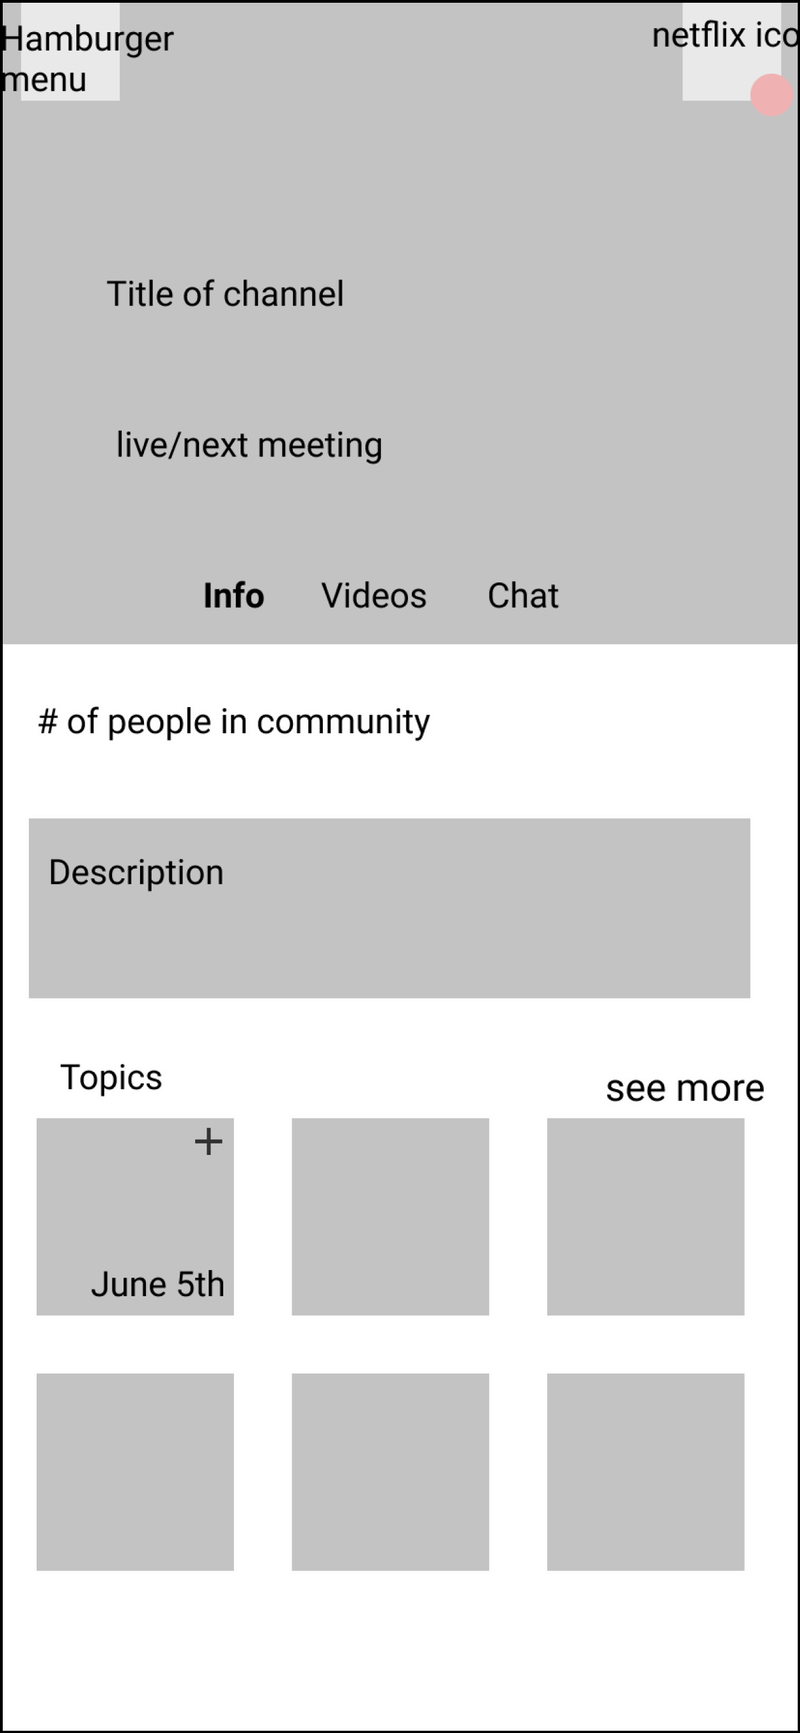 Hamburger
menu
netflix ico
Title of channel
live/next meeting
Info Videos Chat
# of people in community
Description
Topics
see more
+
June 5th